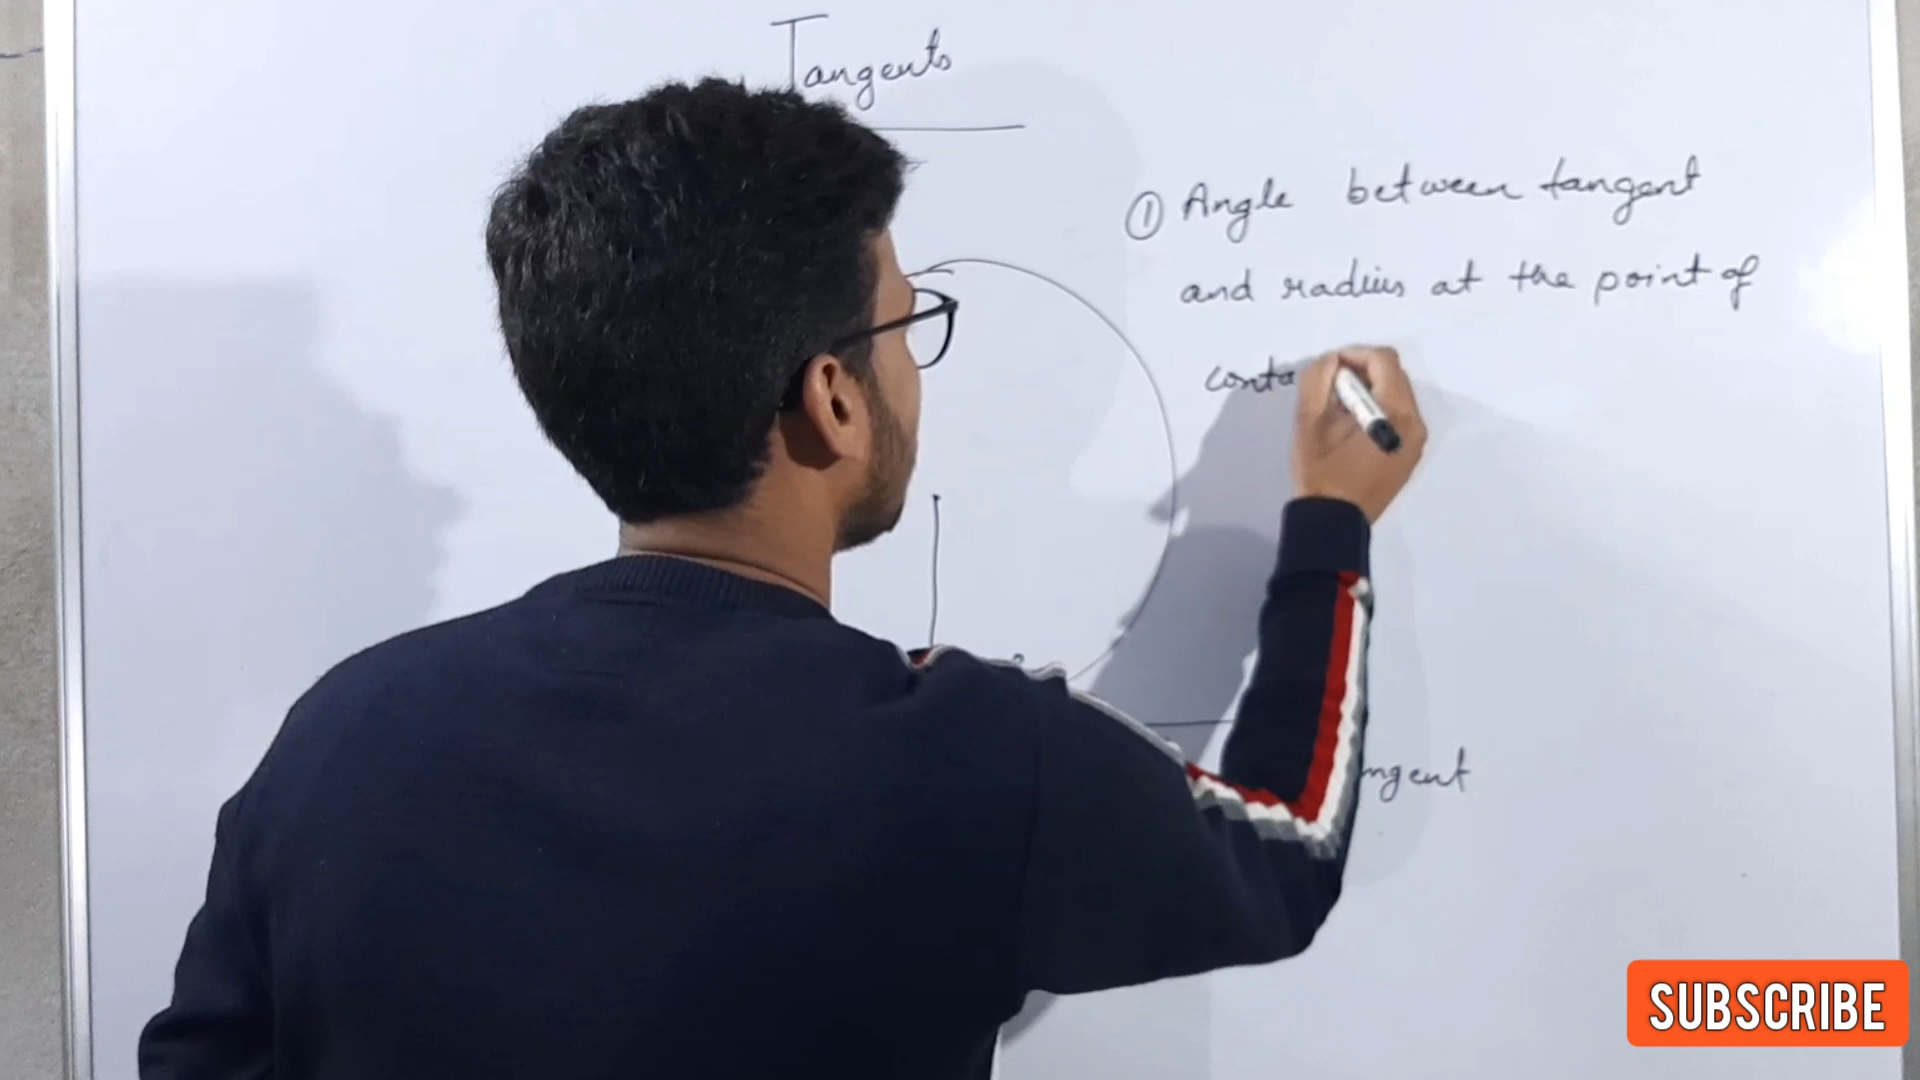 Tangents
① Angle between tangent
and radius at the point of
conta
ngent
SUBSCRIBE